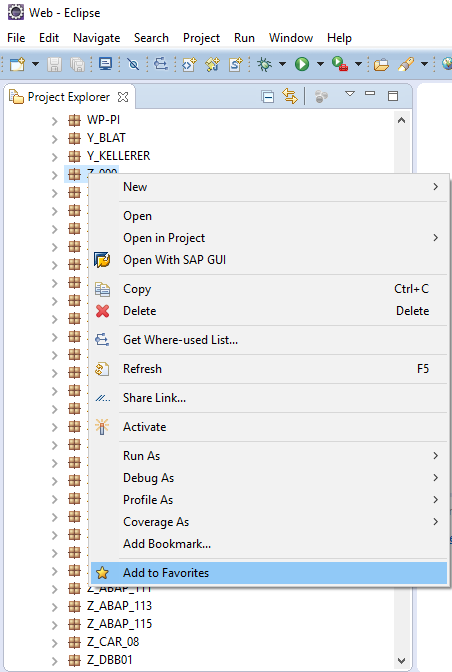 Web - Eclipse
File Edit Navigate Search Project Run Window Help
Project Explorer
WP-PI
Y_BLAT
Y_KELLERER
New
Open
Open in Project
Open With SAP GUI
Copy Ctrl+C
Delete Delete
Get Where-used List...
Refresh F5
Share Link...
Activate
Run As
Debug As
Profile As
Coverage As
Add Bookmark...
Add to Favorites
Z_ABAP_113
Z_ABAP_115
Z_CAR_08
Z_DBB01